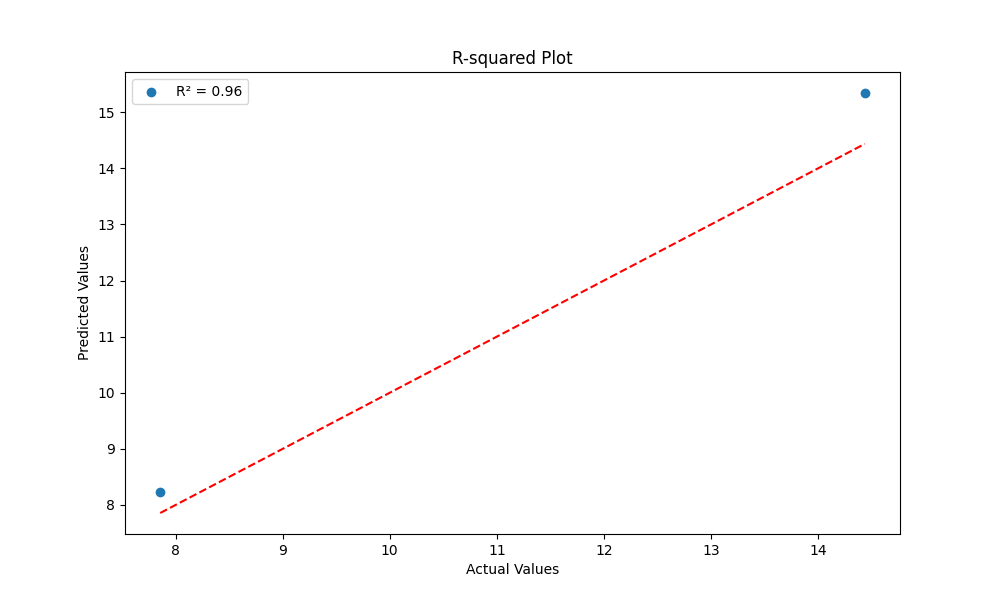 R-squared Plot
R² = 0.96
Predicted Values
15
14
13
12
11
10
9
8
8 9 10 11 12 13 14
Actual Values